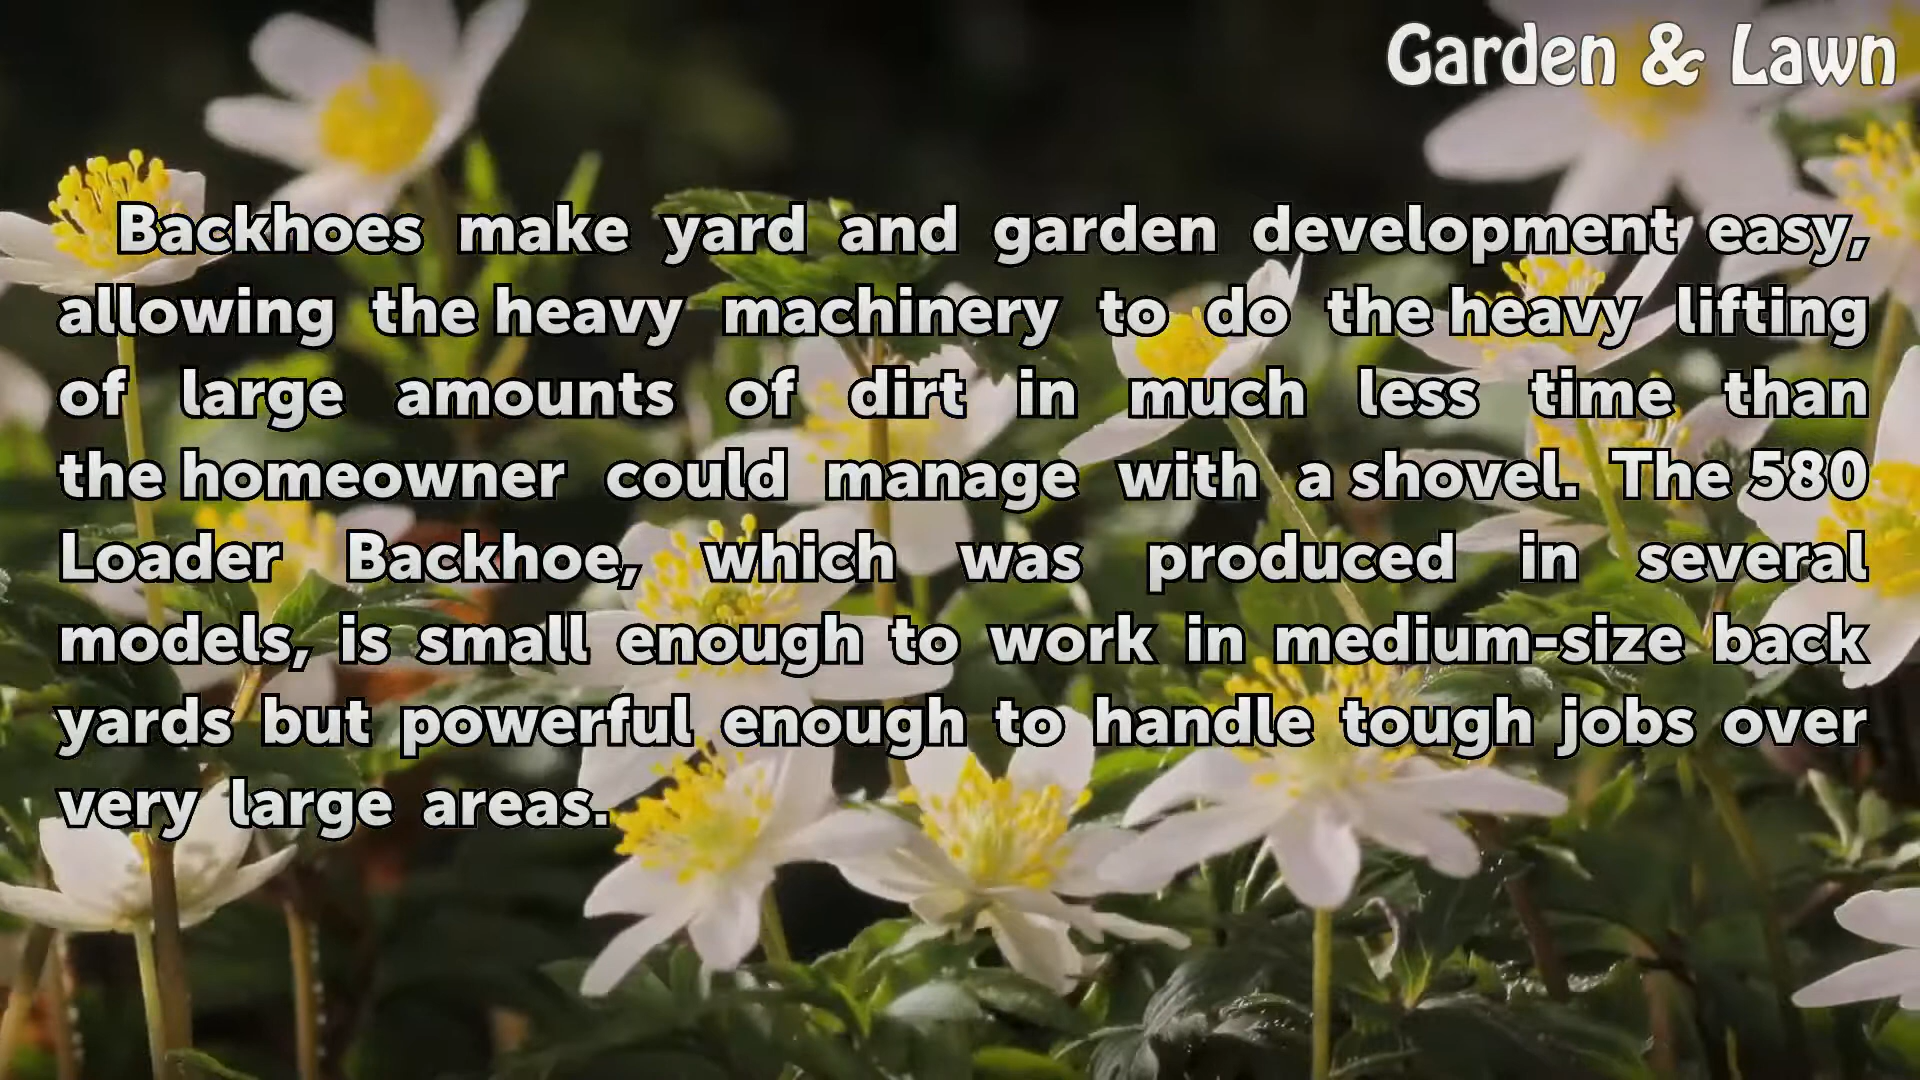 Garden & Lawn
Backhoes make yard and garden development easy,
allowing the heavy machinery to do the heavy lifting
of large amounts of dirt in much less time than
the homeowner could manage with a shovel. The 580
Loader Backhoe, which was produced in several
models, is small enough to work in medium-size back
yards but powerful enough to handle tough jobs over
very large areas.